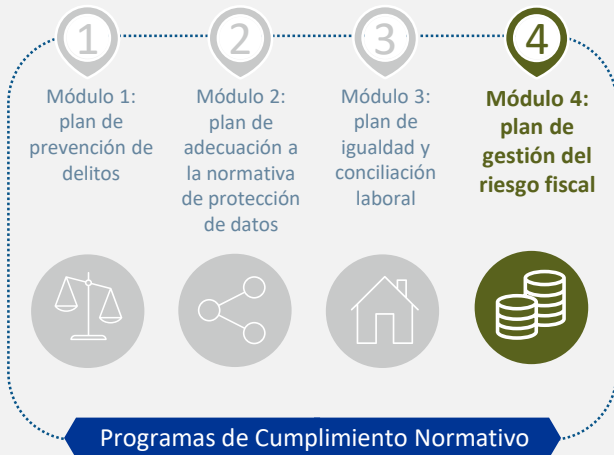 1
2
3
4
Módulo 1:
plan de
prevención de
delitos
Módulo 2:
plan de
adecuación a
la normativa
de protección
de datos
Módulo 3:
plan de
igualdad y
conciliación
laboral
Módulo 4:
plan de
gestión del
riesgo fiscal
Programas de Cumplimiento Normativo